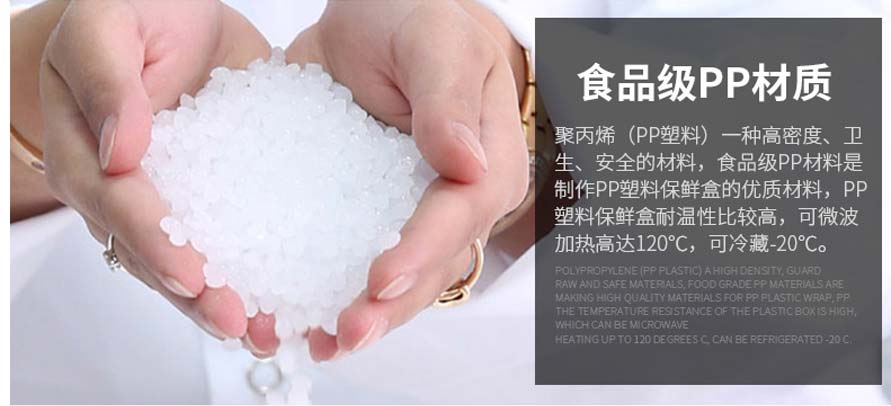 食品级PP材质
聚丙烯（PP塑料）一种高密度、卫
生、安全的材料，食品级PP材料是
制作PP塑料保鲜盒的优质材料，PP
塑料保鲜盒耐温性比较高，可微波
加热高达120℃，可冷藏-20℃。
POLYPROPYLENE (PP PLASTIC) A HIGH DENSITY, GUARD
RAW AND SAFE MATERIALS, FOOD GRADE PP MATERIALS ARE
MAKING HIGH QUALITY MATERIALS FOR PP PLASTIC WRAP, PP
THE TEMPERATURE RESISTANCE OF THE PLASTIC BOX IS HIGH,
WHICH CAN BE MICROWAVE
HEATING UP TO 120 DEGREES C, CAN BE REFRIGERATED -20 C.